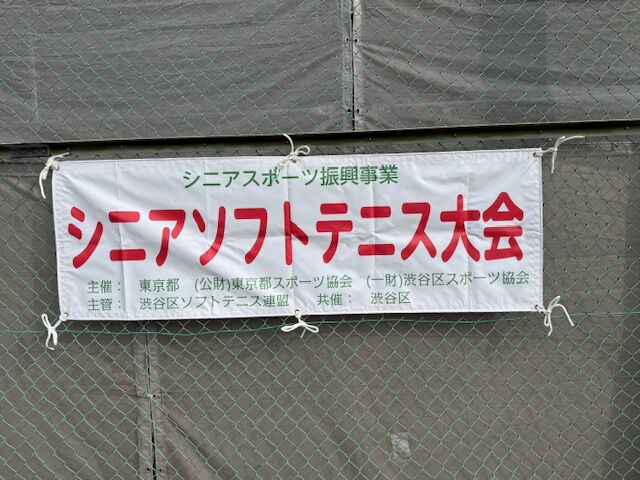 シニアスポーツ振興事業
シニアソフトテニス大会
主催： 東京都 (公財)東京都スポーツ協会 (一財)渋谷区スポーツ協会
主管： 渋谷区ソフトテニス連盟 共催： 渋谷区